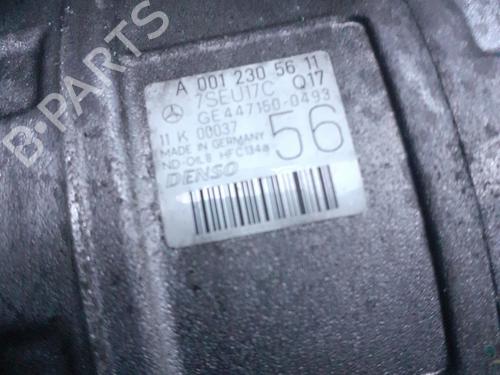 A 001 230 56 11
7SEU17C Q17
GE447150-0493
11 K 00037
MADE IN GERMANY 56
ND-OIL8 HFC134a
DENSO
B-PARTS